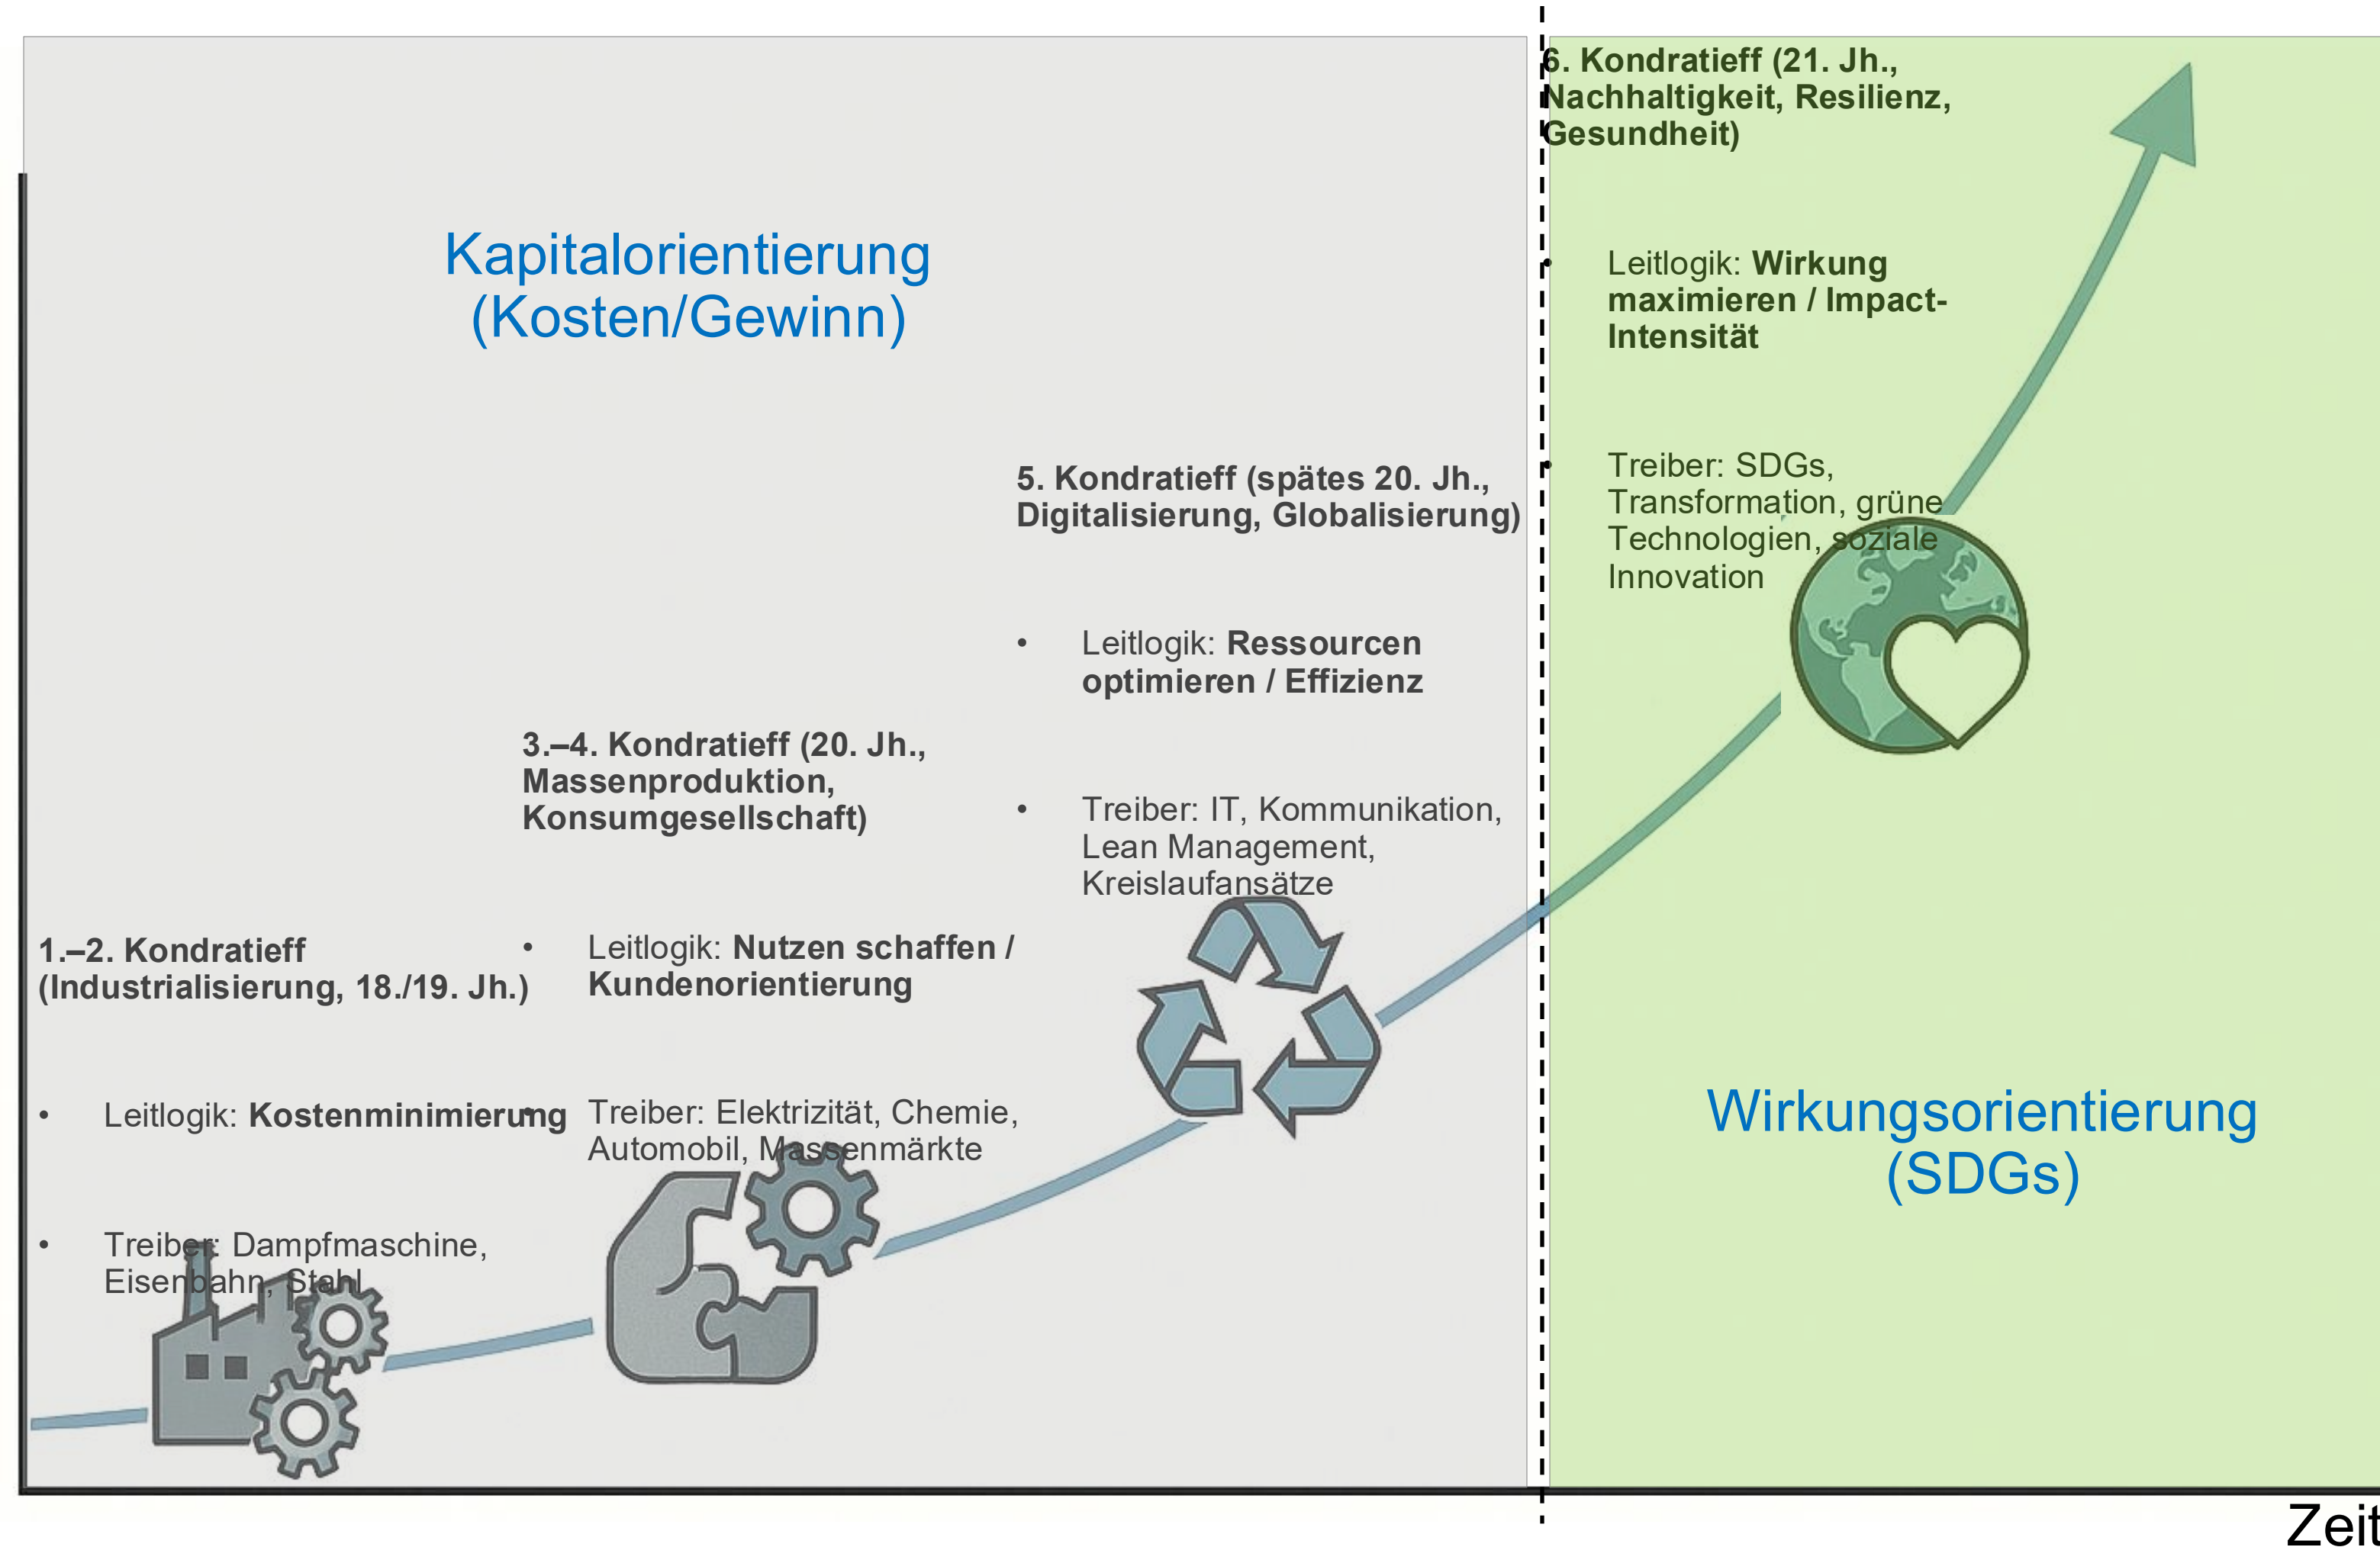 Kapitalorientierung
(Kosten/Gewinn)
1.–2. Kondratieff
(Industrialisierung, 18./19. Jh.)
• Leitlogik: Kostenminimierung
• Treiber: Dampfmaschine,
Eisenbahn, Stahl
3.–4. Kondratieff (20. Jh.,
Massenproduktion,
Konsumgesellschaft)
• Leitlogik: Nutzen schaffen /
Kundenorientierung
• Treiber: Elektrizität, Chemie,
Automobil, Massenmärkte
5. Kondratieff (spätes 20. Jh.,
Digitalisierung, Globalisierung)
• Leitlogik: Ressourcen
optimieren / Effizienz
• Treiber: IT, Kommunikation,
Lean Management,
Kreislaufansätze
6. Kondratieff (21. Jh.,
Nachhaltigkeit, Resilienz,
Gesundheit)
• Leitlogik: Wirkung
maximieren / Impact-
Intensität
• Treiber: SDGs,
Transformation, grüne
Technologien, soziale
Innovation
Wirkungsorientierung
(SDGs)
Zeit